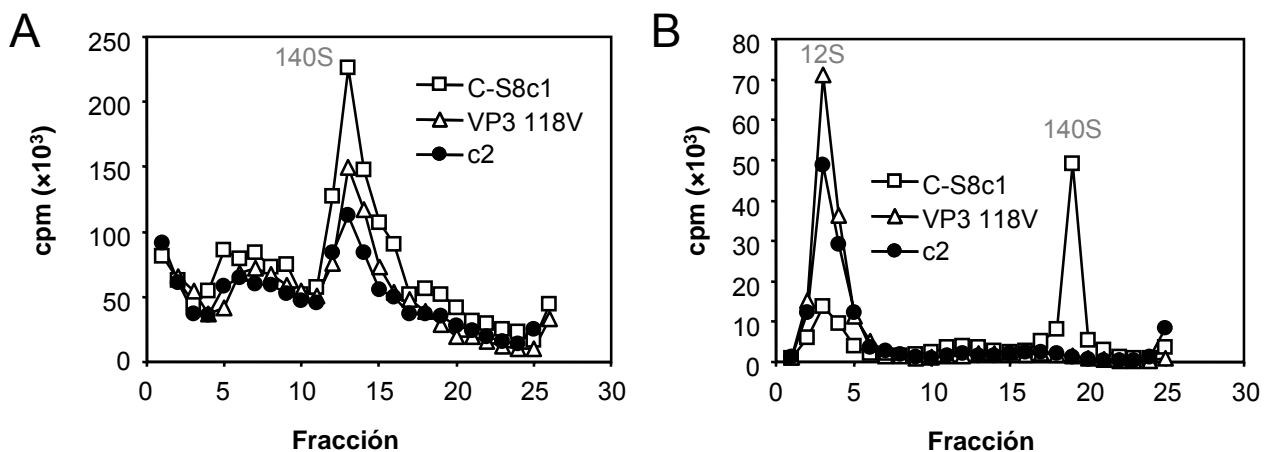 A
250
200
150
100
50
0
cpm (×10³)
140S
C-S8c1
VP3 118V
c2
0 5 10 15 20 25 30
Fracción
B
80
70
60
50
40
30
20
10
0
cpm (×10³)
12S
140S
C-S8c1
VP3 118V
c2
0 5 10 15 20 25 30
Fracción